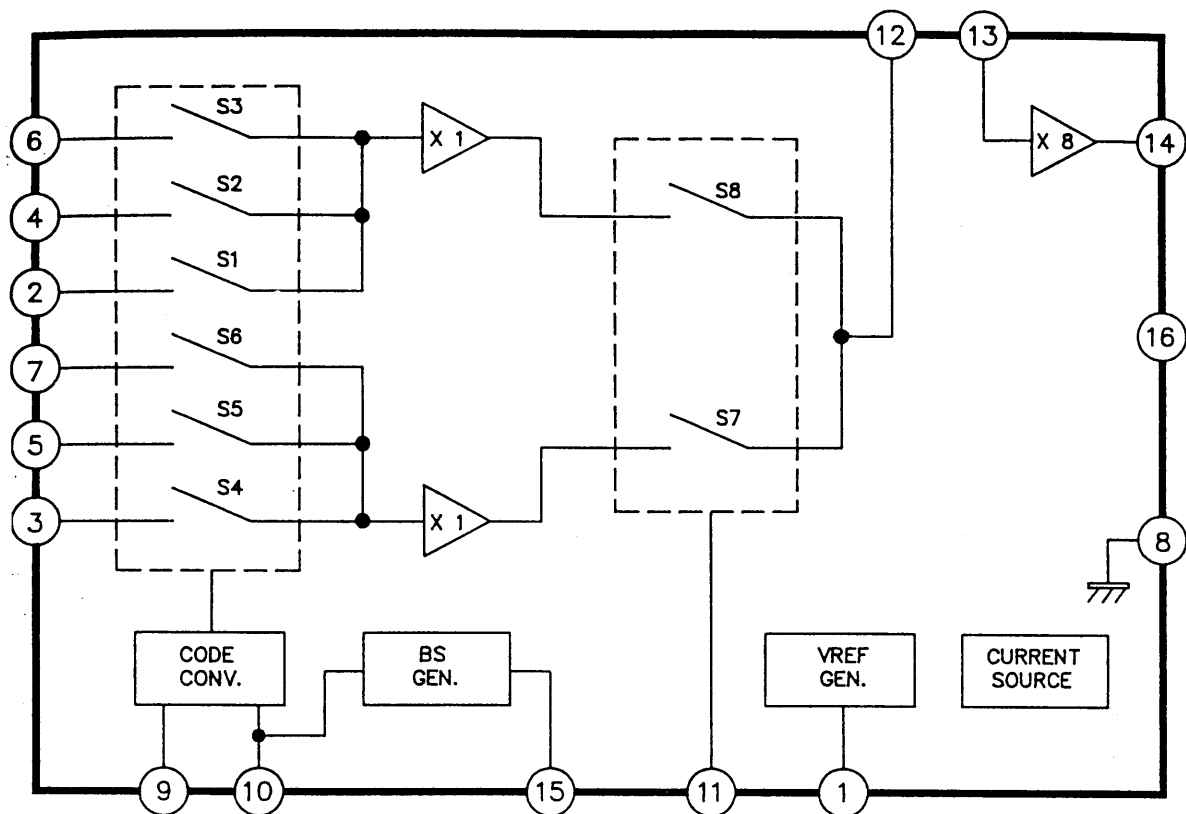 12 13
S3
6 X 1 X 8 14
S2
4 S8
S1
2
S6 16
7
S5 S7
5
S4
3 X 1
8
CODE CONV.
BS GEN.
VREF GEN.
CURRENT SOURCE
9 10 15 11 1